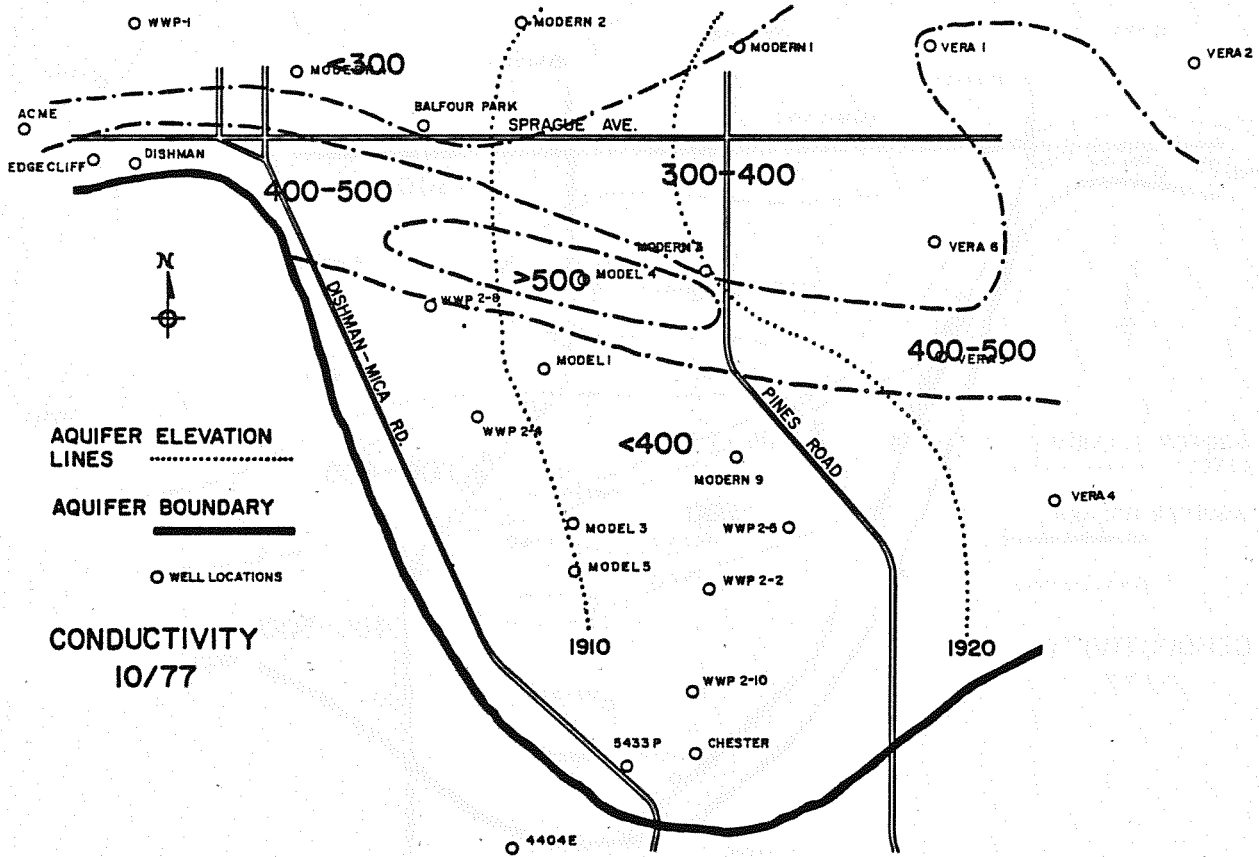 WWP-1
MODERN 2
MODERN 1
VERA 1
VERA 2
<300
ACME
BALFOUR PARK
SPRAGUE AVE.
EDGECLIFF
DISHMAN
400-500
300-400
N
MODERN 3
VERA 6
>500
MODEL 4
WWP 2-8
DISHMAN-MICA RD.
MODEL 1
400-500
PINES ROAD
WWP 2-4
<400
AQUIFER ELEVATION
LINES
MODERN 9
AQUIFER BOUNDARY
VERA 4
MODEL 3
WWP 2-6
WELL LOCATIONS
MODEL 5
WWP 2-2
CONDUCTIVITY
10/77
1910
1920
WWP 2-10
5433 P
CHESTER
4404E